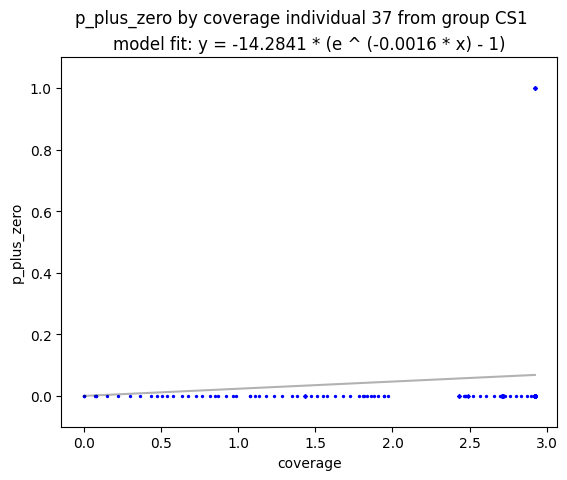 p_plus_zero by coverage individual 37 from group CS1
model fit: y = -14.2841 * (e ^ (-0.0016 * x) - 1)
1.0
0.8
0.6
0.4
0.2
0.0
p_plus_zero
0.0 0.5 1.0 1.5 2.0 2.5 3.0
coverage